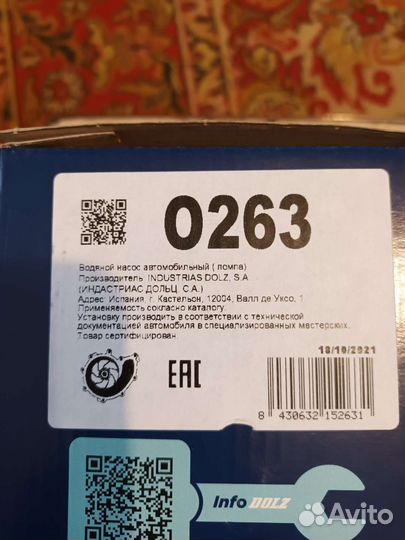 O263
Водяной насос автомобильный ( помпа)
Производитель: INDUSTRIAS DOLZ, S.A.
(ИНДАСТРИАС ДОЛЬЦ, С.А.)
Адрес: Испания, г. Кастельон, 12004, Валл де Уксо, 1
Применяемость согласно каталогу.
Установку производить в соответствии с технической
документацией автомобиля в специализированных мастерских.
Товар сертифицирован.
18/10/2021
EAC
8 430632 152631
Info DOLZ
Avito